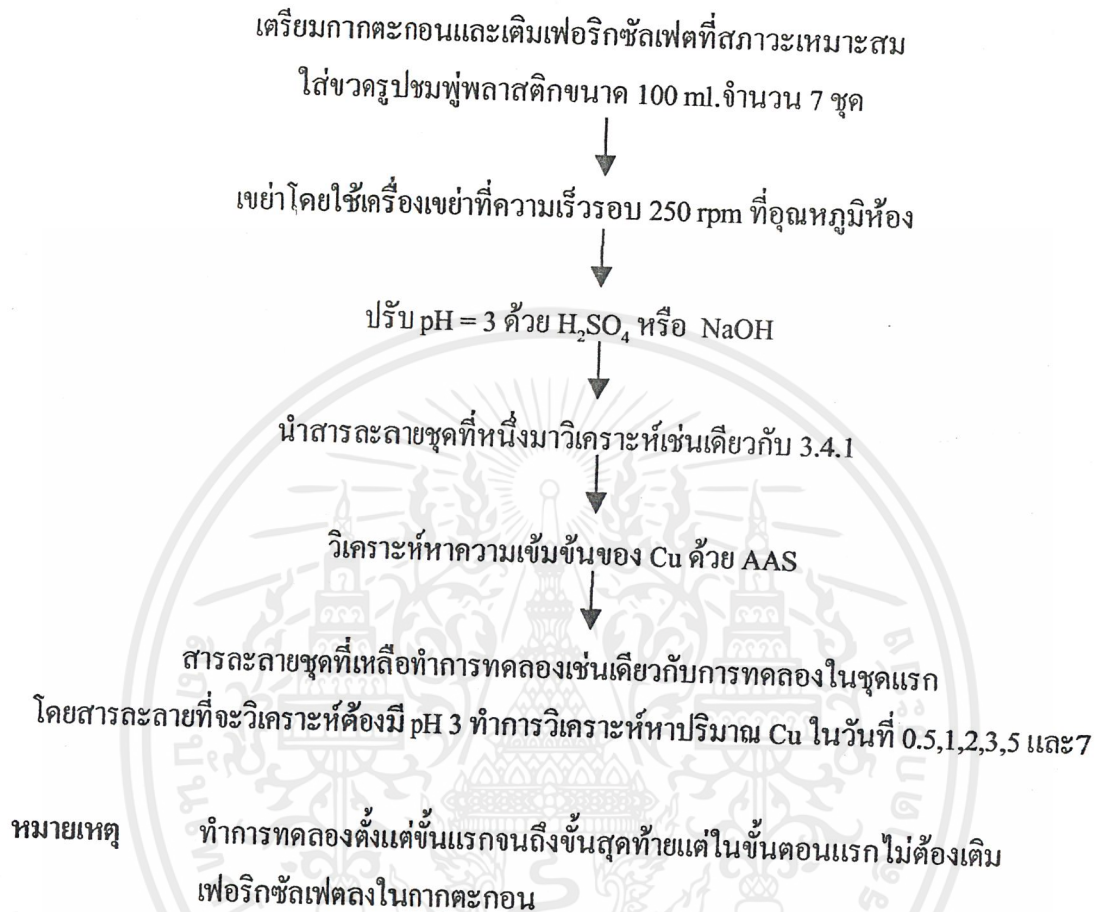 เตรียมกากตะกอนและเติมเฟอริกซัลเฟตที่สภาวะเหมาะสม
ใส่ขวดรูปชมพู่พลาสติกขนาด 100 ml.จำนวน 7 ชุด
เขย่าโดยใช้เครื่องเขย่าที่ความเร็วรอบ 250 rpm ที่อุณหภูมิห้อง
ปรับ pH = 3 ด้วย H₂SO₄ หรือ NaOH
นำสารละลายชุดที่หนึ่งมาวิเคราะห์เช่นเดียวกับ 3.4.1
วิเคราะห์หาความเข้มข้นของ Cu ด้วย AAS
สารละลายชุดที่เหลือทำการทดลองเช่นเดียวกับการทดลองในชุดแรก
โดยสารละลายที่จะวิเคราะห์ต้องมี pH 3 ทำการวิเคราะห์หาปริมาณ Cu ในวันที่ 0.5,1,2,3,5 และ7
หมายเหตุ ทำการทดลองตั้งแต่ขั้นแรกจนถึงขั้นสุดท้ายแต่ในขั้นตอนแรกไม่ต้องเติม
เฟอริกซัลเฟตลงในกากตะกอน